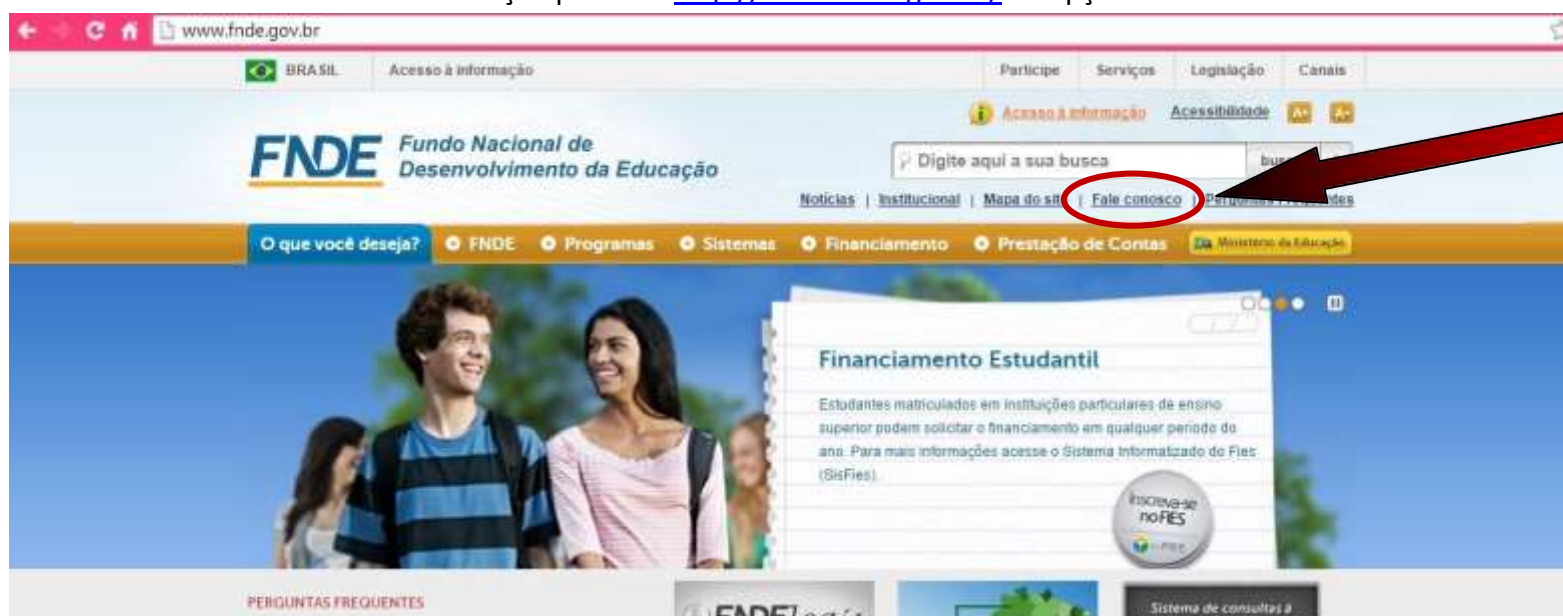 www.fnde.gov.br
BRASIL Acesso à informação Participe Serviços Legislação Canais
Acesso à informação Acessibilidade A+ A-
FNDE Fundo Nacional de
Desenvolvimento da Educação
Digite aqui a sua busca
Notícias | Institucional | Mapa do site | Fale conosco | Perguntas Frequentes
O que você deseja? FNDE Programas Sistemas Financiamento Prestação de Contas Ministério da Educação
Financiamento Estudantil
Estudantes matriculados em instituições particulares de ensino
superior podem solicitar o financiamento em qualquer período do
ano. Para mais informações acesse o Sistema Informatizado do Fies
(SisFies).
inscreva-se
no FIES
PERGUNTAS FREQUENTES
FNDE
Sistema de consultas a